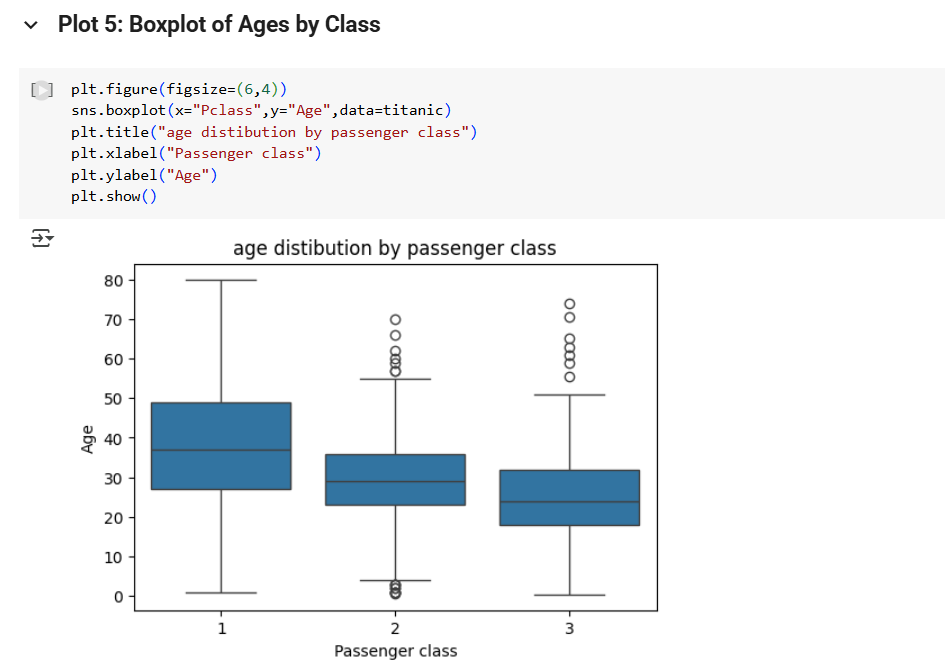 Plot 5: Boxplot of Ages by Class
plt.figure(figsize=(6,4))
sns.boxplot(x="Pclass",y="Age",data=titanic)
plt.title("age distibution by passenger class")
plt.xlabel("Passenger class")
plt.ylabel("Age")
plt.show()
age distibution by passenger class
80
70
60
50
40
30
20
10
0
Age
1 2 3
Passenger class